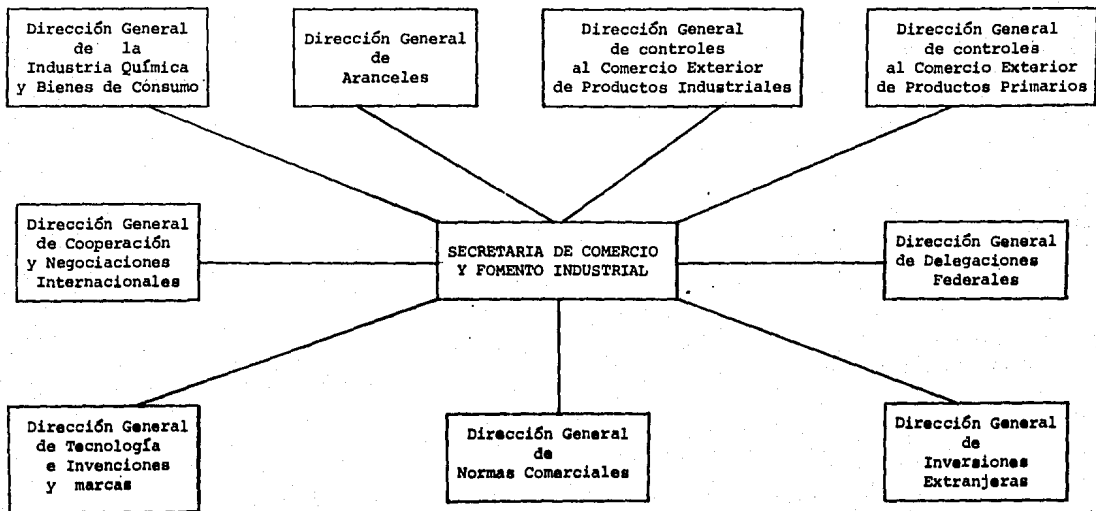 Dirección General
de la
Industria Química
y Bienes de Cónsumo
Dirección General
de
Aranceles
Dirección General
de controles
al Comercio Exterior
de Productos Industriales
Dirección General
de controles
al Comercio Exterior
de Productos Primarios
Dirección General
de Cooperación
y Negociaciones
Internacionales
SECRETARIA DE COMERCIO
Y FOMENTO INDUSTRIAL
Dirección General
de Delegaciones
Federales
Dirección General
de Tecnología
e Invenciones
y marcas
Dirección General
de
Normas Comerciales
Dirección General
de
Inversiones
Extranjeras